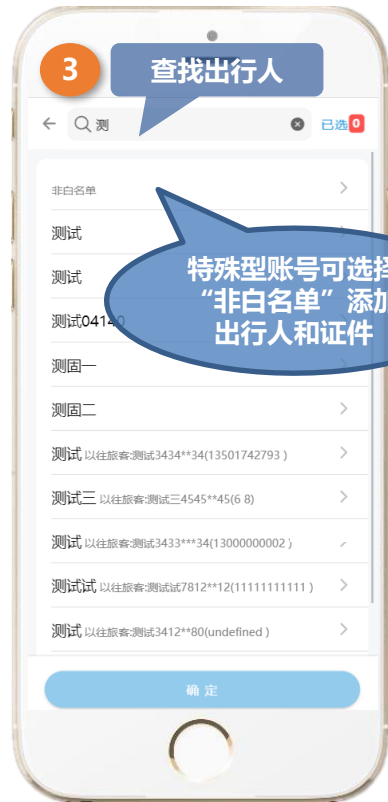 3
查找出行人
测
已选 0
非白名单
测试
测试
特殊型账号可选择
“非白名单”添加
出行人和证件
测试04140
测固一
测固二
测试 以往旅客:测试3434**34(13501742793 )
测试三 以往旅客:测试三4545**45(6 8)
测试 以往旅客:测试3433***34(13000000002 )
测试试 以往旅客:测试试7812**12(11111111111 )
测试 以往旅客:测试3412**80(undefined )
确 定